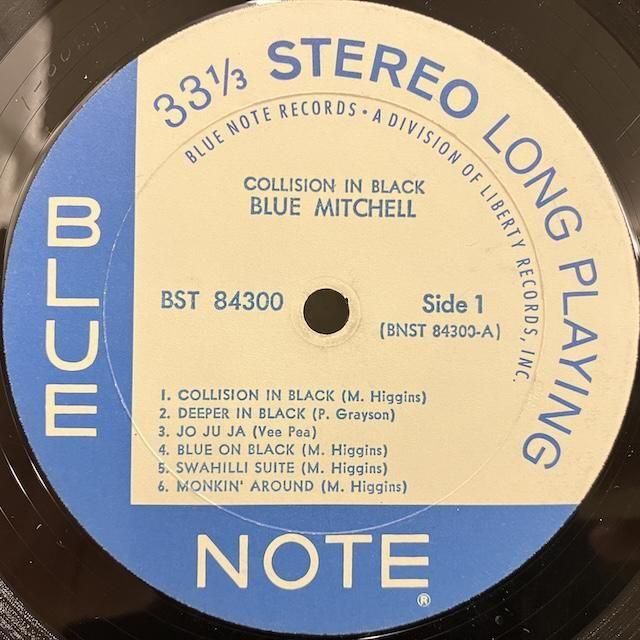 33⅓ STEREO LONG PLAYING
BLUE NOTE RECORDS • A DIVISION OF LIBERTY RECORDS, INC.
COLLISION IN BLACK
BLUE MITCHELL
BST 84300
Side 1
(BNST 84300-A)
1. COLLISION IN BLACK (M. Higgins)
2. DEEPER IN BLACK (P. Grayson)
3. JO JU JA (Vee Pea)
4. BLUE ON BLACK (M. Higgins)
5. SWAHILLI SUITE (M. Higgins)
6. MONKIN' AROUND (M. Higgins)
BLUE
NOTE®